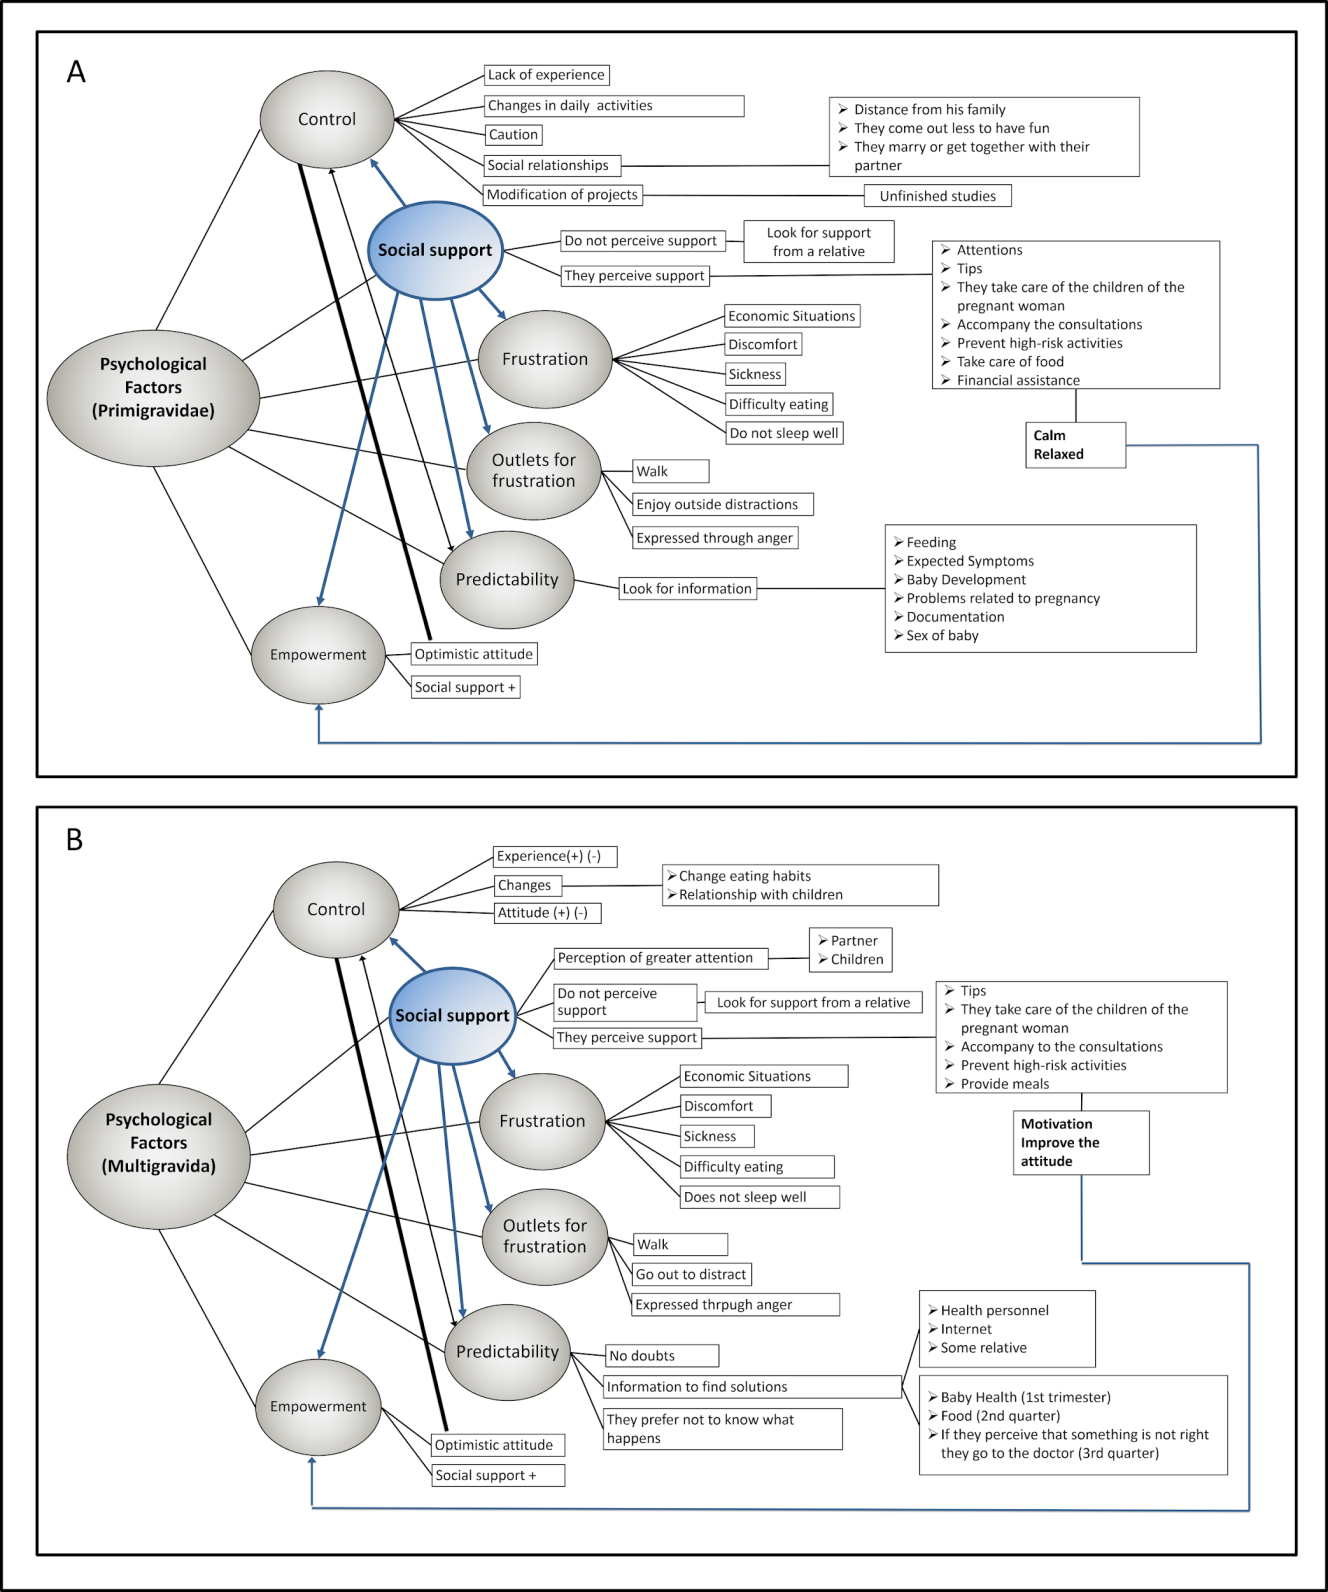 A
Control
Lack of experience
Changes in daily  activities
Caution
Social relationships
Modification of projects
➢ Distance from his family
➢ They come out less to have fun
➢ They marry or get together with their
partner
Unfinished studies
Social support
Do not perceive support
Look for support
from a relative
They perceive support
➢ Attentions
➢ Tips
➢ They take care of the children of the
pregnant woman
➢ Accompany the consultations
➢ Prevent high-risk activities
➢ Take care of food
➢ Financial assistance
Calm
Relaxed
Psychological
Factors
(Primigravidae)
Frustration
Economic Situations
Discomfort
Sickness
Difficulty eating
Do not sleep well
Outlets for
frustration
Walk
Enjoy outside distractions
Expressed through anger
Predictability
Look for information
➢ Feeding
➢ Expected Symptoms
➢ Baby Development
➢ Problems related to pregnancy
➢ Documentation
➢ Sex of baby
Empowerment
Optimistic attitude
Social support +
B
Control
Experience(+) (-)
Changes
Attitude (+) (-)
➢ Change eating habits
➢ Relationship with children
Social support
Perception of greater attention
➢ Partner
➢ Children
Do not perceive
support
Look for support from a relative
They perceive support
➢ Tips
➢ They take care of the children of the
pregnant woman
➢ Accompany to the consultations
➢ Prevent high-risk activities
➢ Provide meals
Motivation
Improve the
attitude
Psychological
Factors
(Multigravida)
Frustration
Economic Situations
Discomfort
Sickness
Difficulty eating
Does not sleep well
Outlets for
frustration
Walk
Go out to distract
Expressed thrpugh anger
Predictability
No doubts
Information to find solutions
They prefer not to know what
happens
➢ Health personnel
➢ Internet
➢ Some relative
➢ Baby Health (1st trimester)
➢ Food (2nd quarter)
➢ If they perceive that something is not right
they go to the doctor (3rd quarter)
Empowerment
Optimistic attitude
Social support +